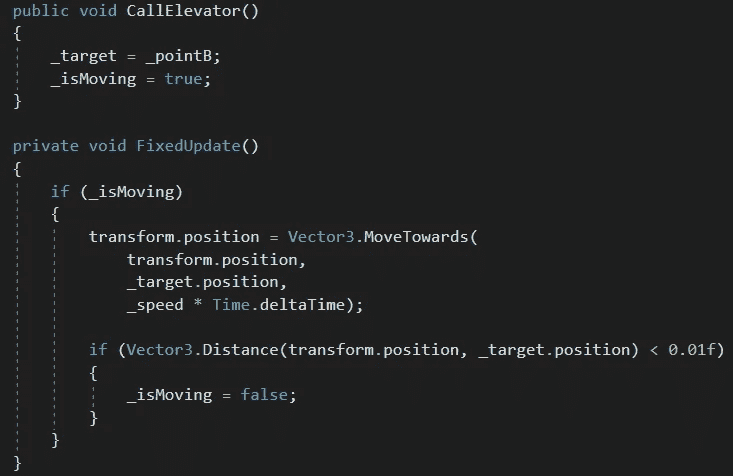 public void CallElevator()
{
    _target = _pointB;
    _isMoving = true;
}

private void FixedUpdate()
{
    if (_isMoving)
    {
        transform.position = Vector3.MoveTowards(
            transform.position,
            _target.position,
            _speed * Time.deltaTime);

        if (Vector3.Distance(transform.position, _target.position) < 0.01f)
        {
            _isMoving = false;
        }
    }
}